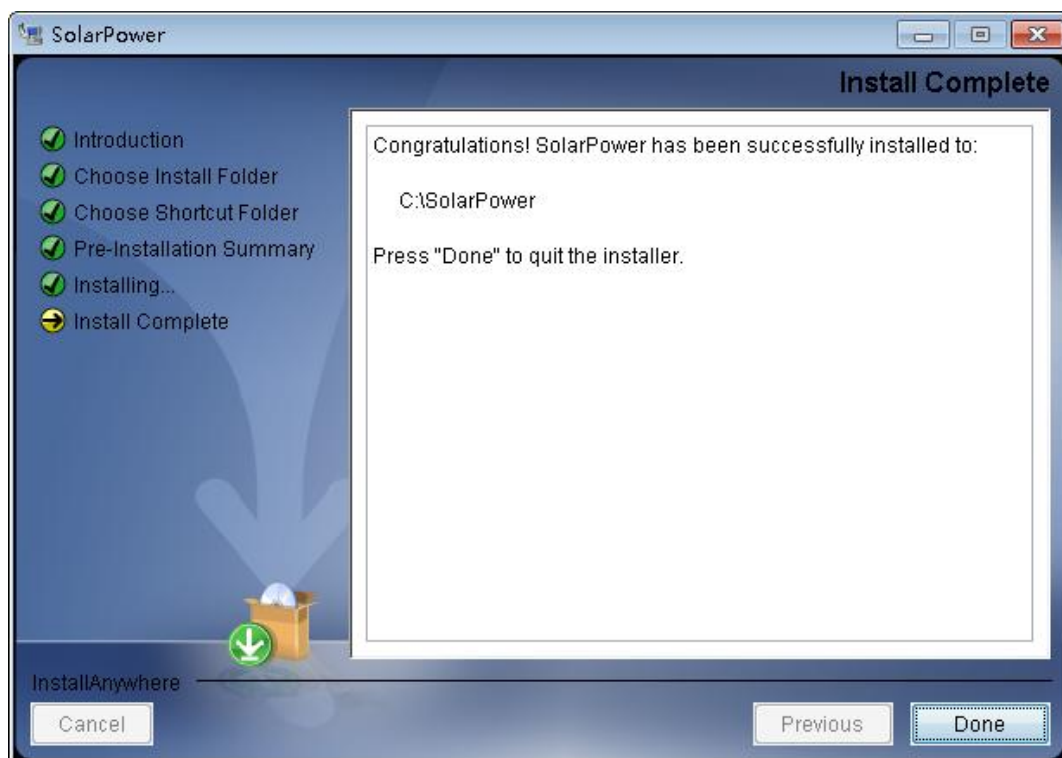 SolarPower
Install Complete
Introduction
Choose Install Folder
Choose Shortcut Folder
Pre-Installation Summary
Installing...
Install Complete
Congratulations! SolarPower has been successfully installed to:
C:\SolarPower
Press "Done" to quit the installer.
InstallAnywhere
Cancel
Previous
Done